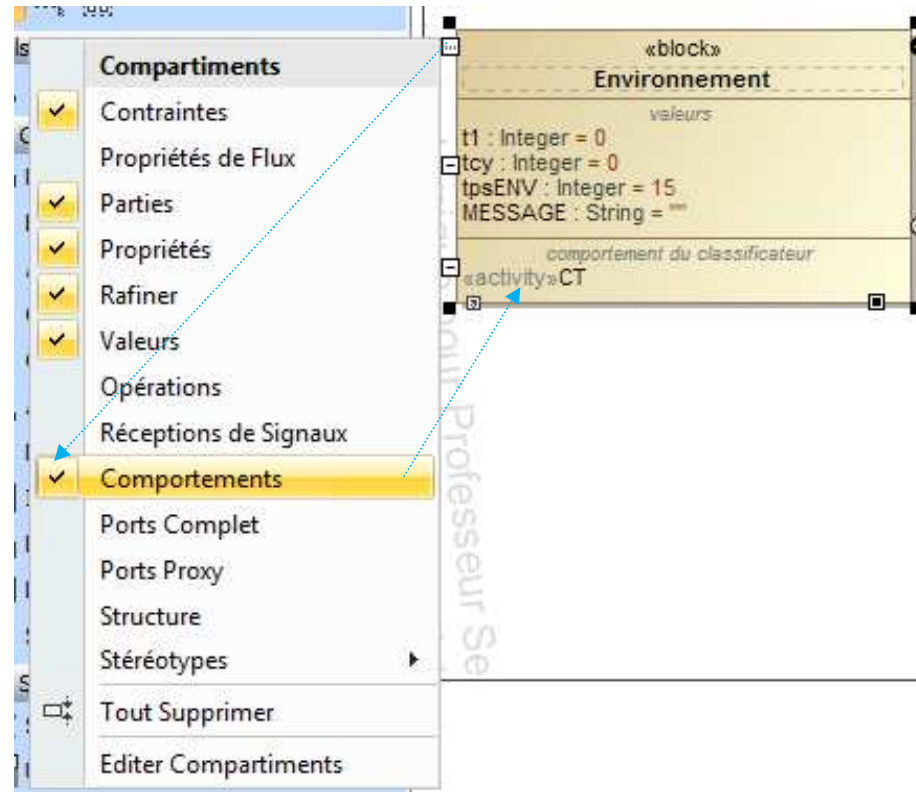 Compartiments
Contraintes
Propriétés de Flux
Parties
Propriétés
Rafiner
Valeurs
Opérations
Réceptions de Signaux
Comportements
Ports Complet
Ports Proxy
Structure
Stéréotypes
Tout Supprimer
Editer Compartiments
«block»
Environnement
valeurs
t1 : Integer = 0
tcy : Integer = 0
tpsENV : Integer = 15
MESSAGE : String = ""
comportement du classificateur
«activity»CT
pour Professeur Se